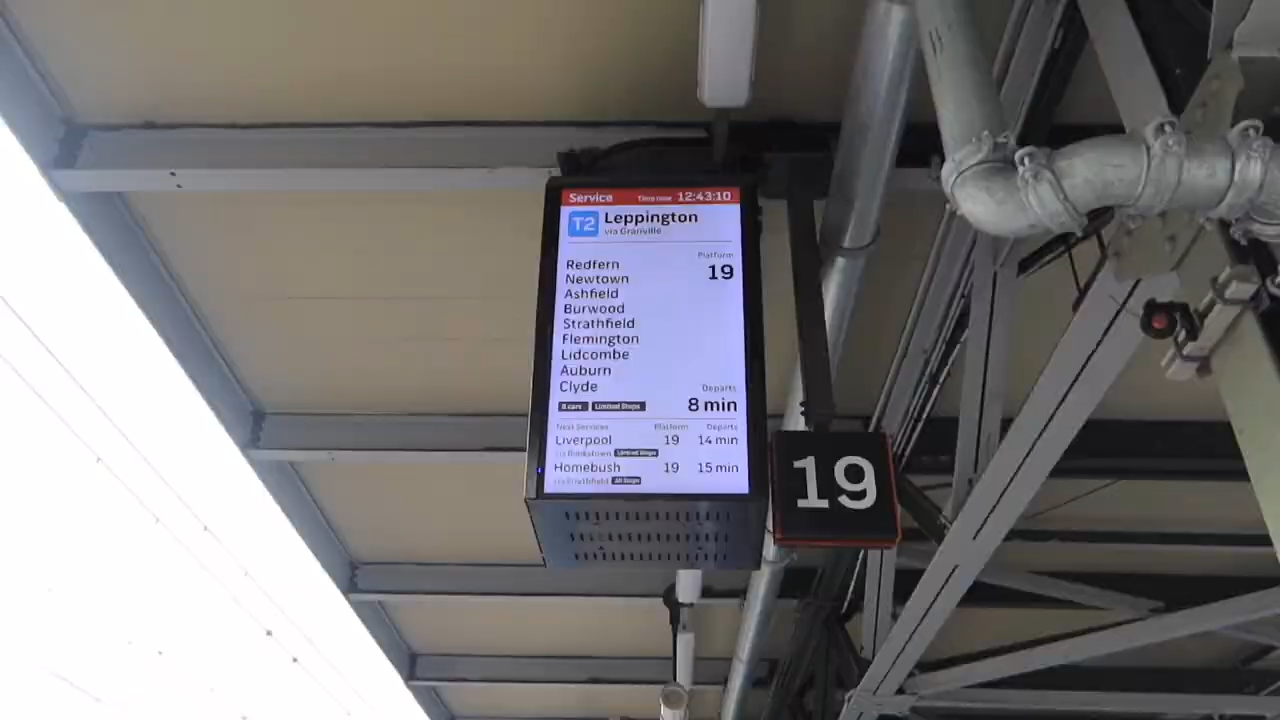 Service Time now 12:43:10
T2 Leppington
via Granville
Platform
19
Redfern
Newtown
Ashfield
Burwood
Strathfield
Flemington
Lidcombe
Auburn
Clyde
Departs
8 min
8 cars Limited Stops
Next Services Platform Departs
Liverpool 19 14 min
via Bankstown Limited Stops
Homebush 19 15 min
via Strathfield All Stops
19